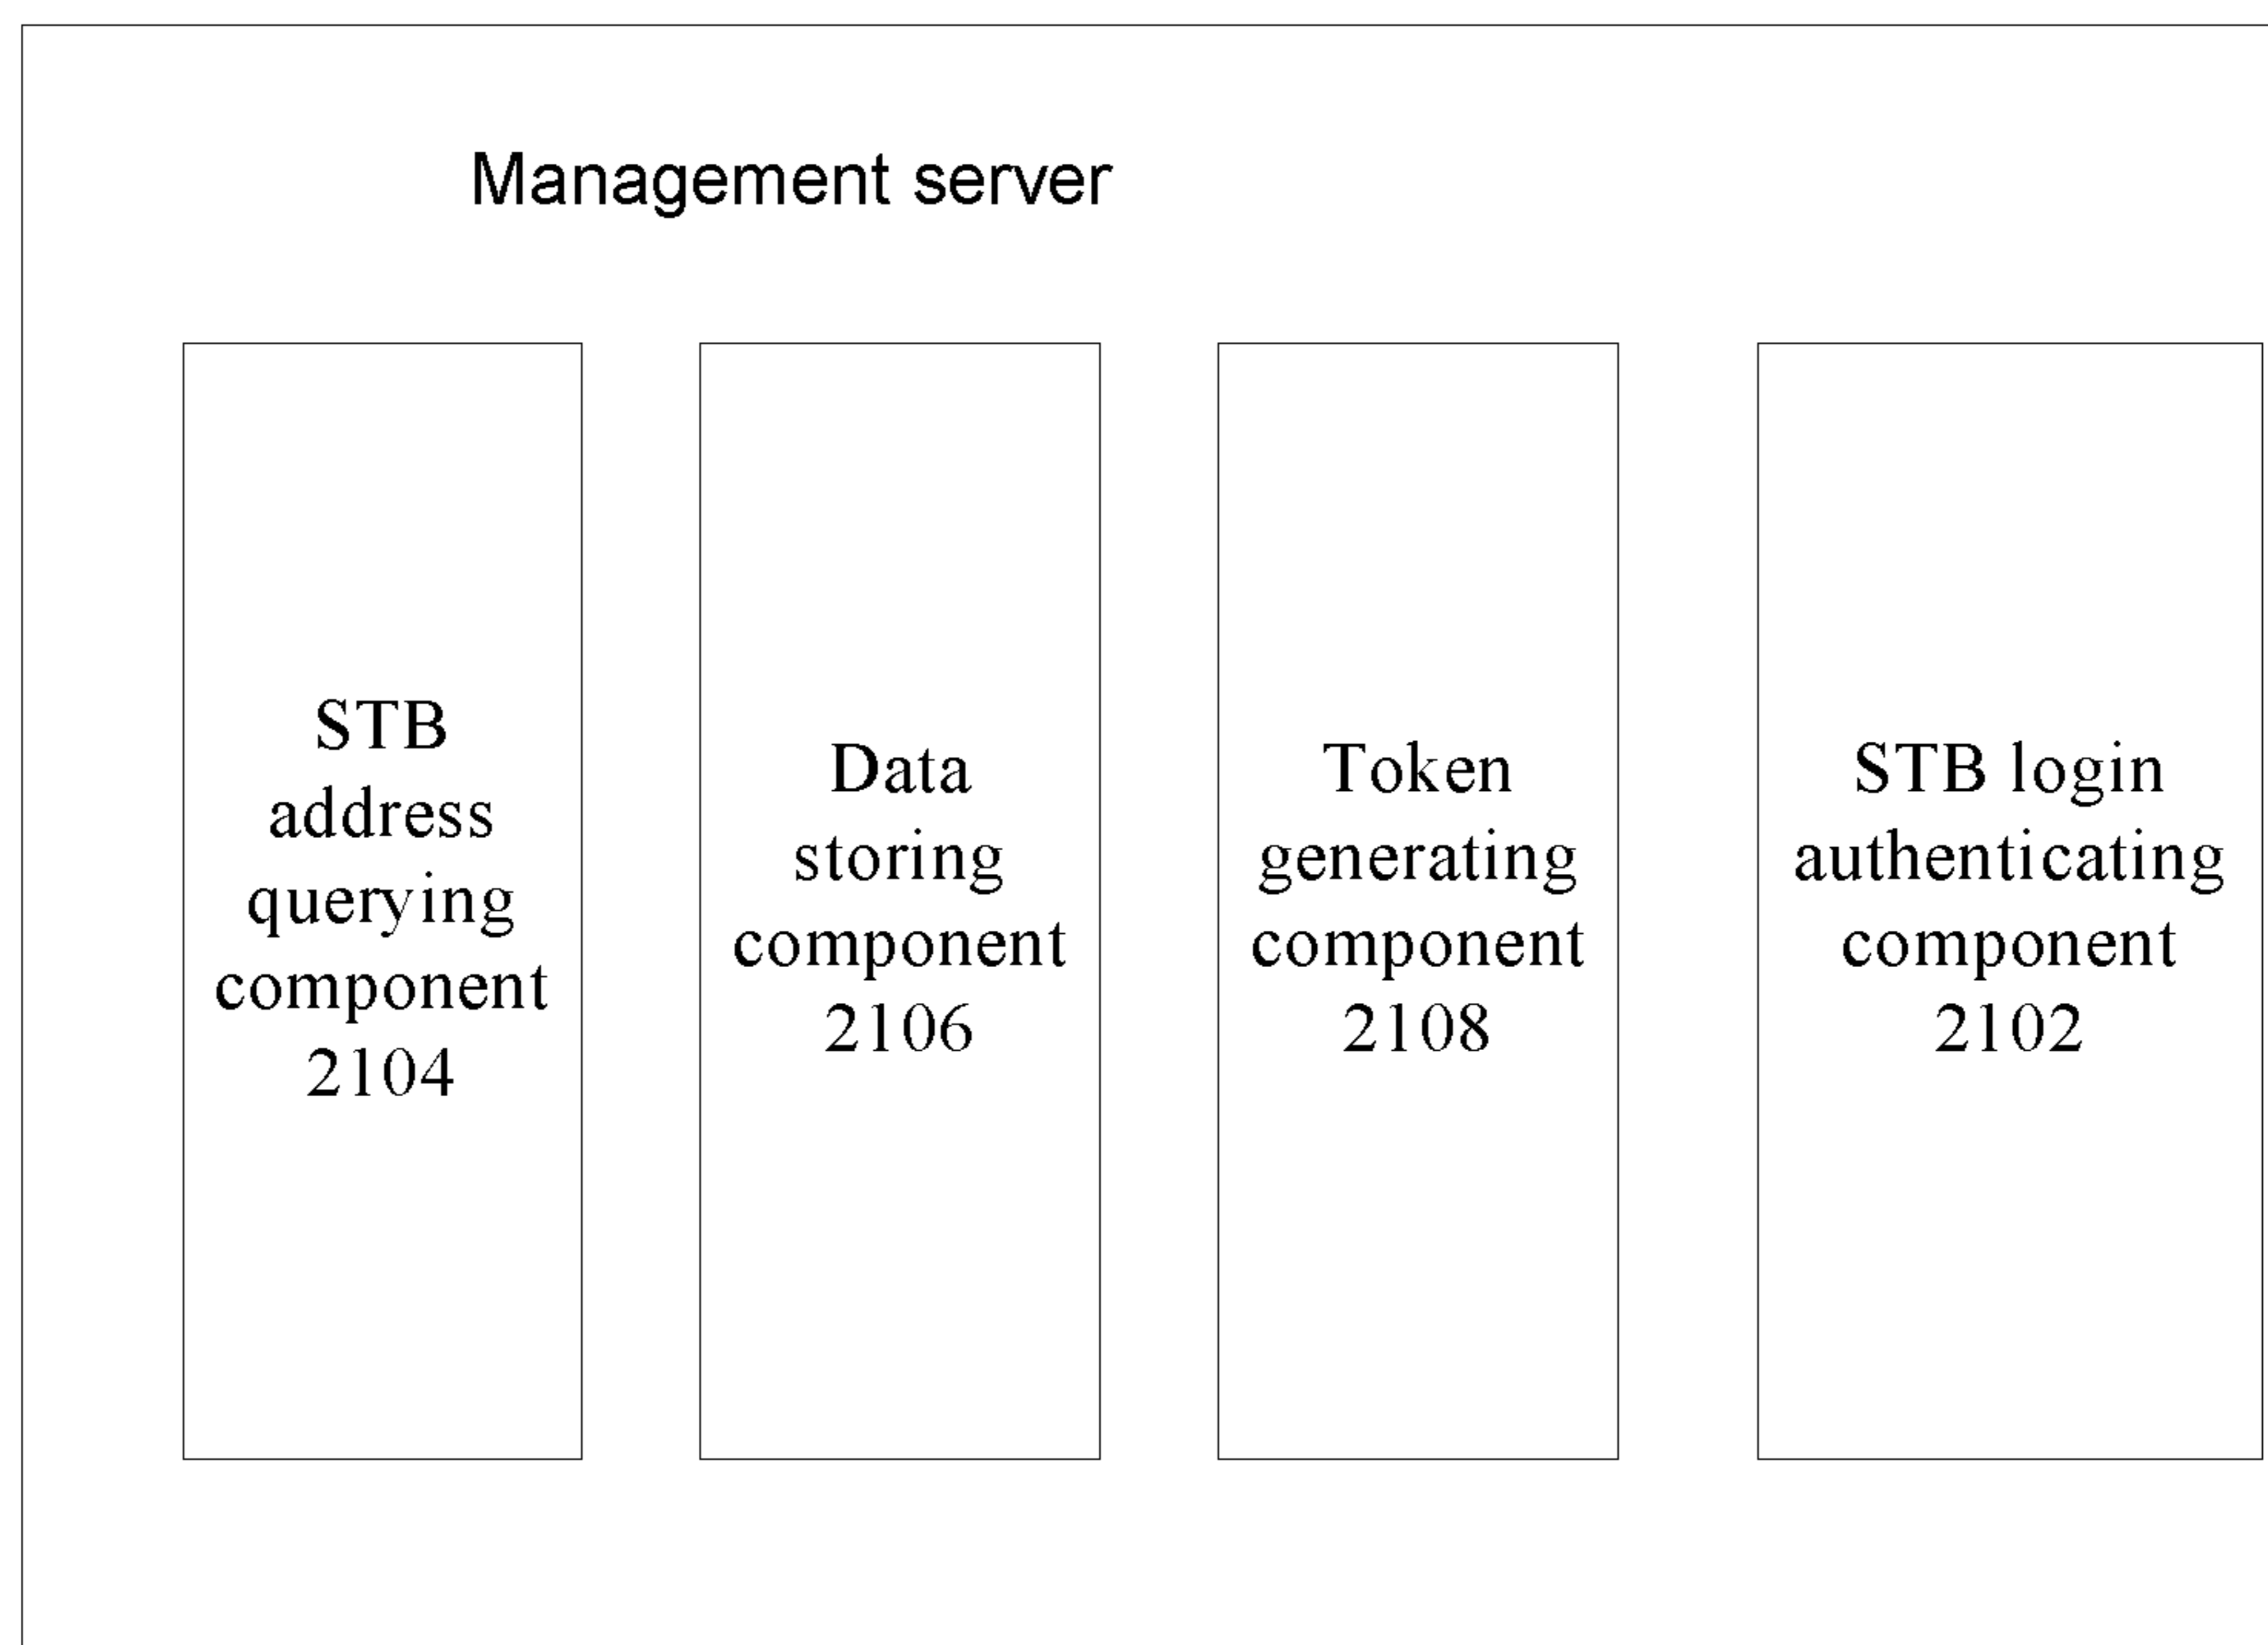 Management server
STB
address
querying
component
2104
Data
storing
component
2106
Token
generating
component
2108
STB login
authenticating
component
2102